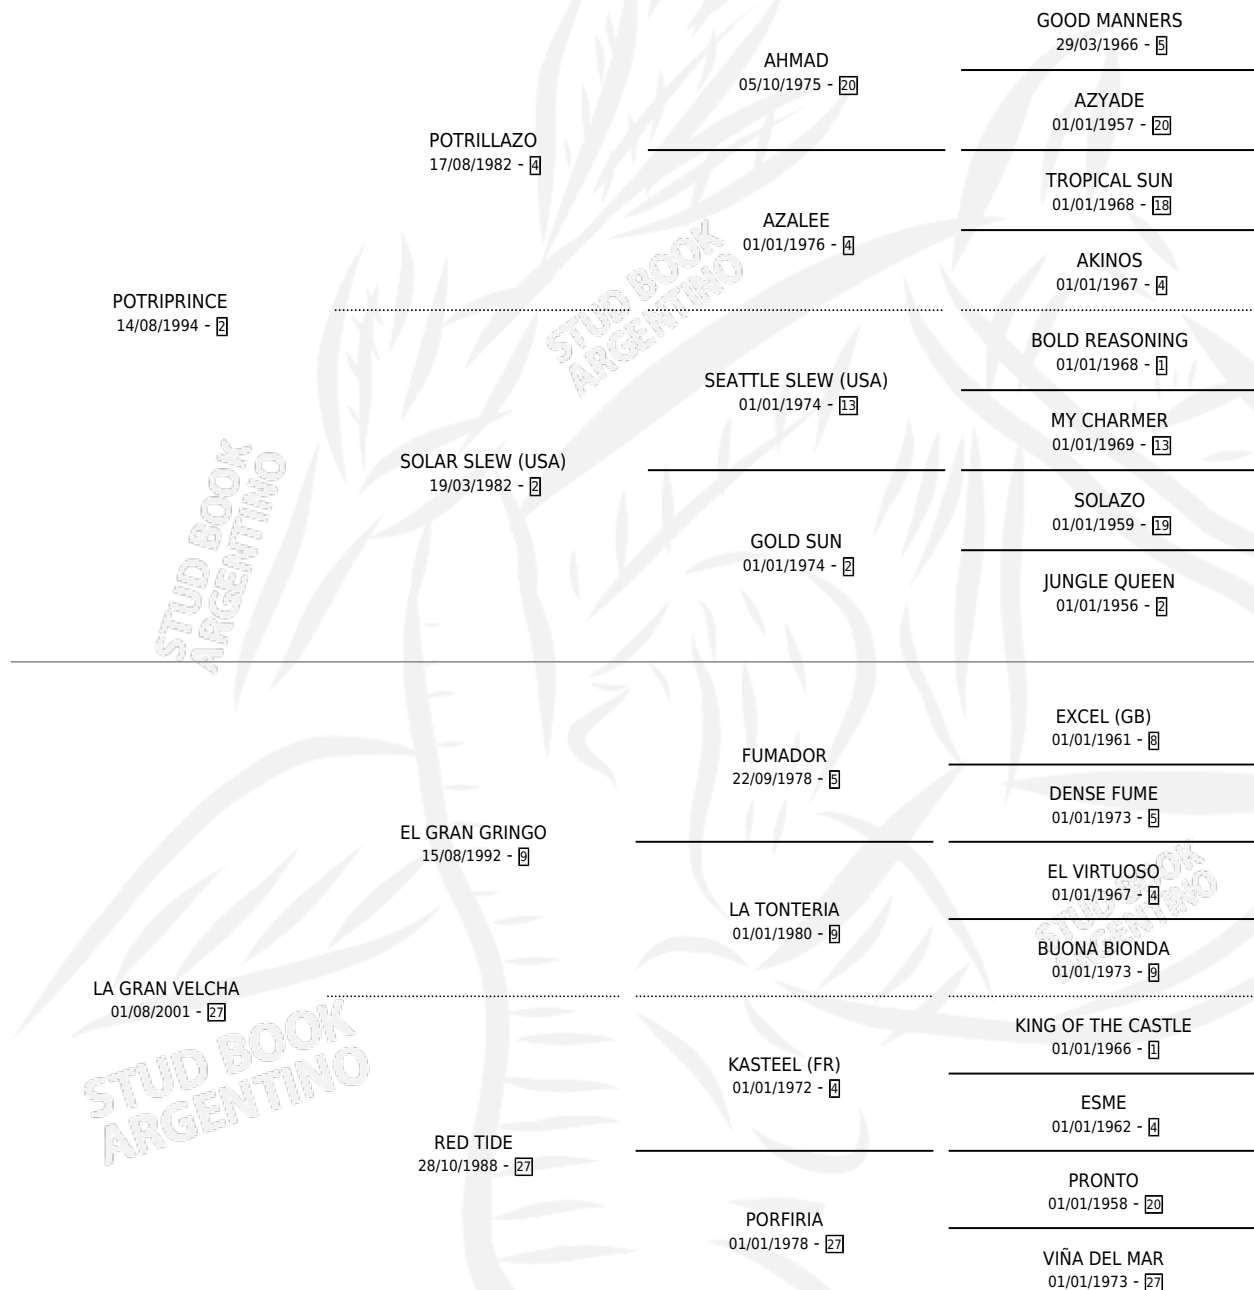 GOOD MANNERS
29/03/1966 - 5
AHMAD
05/10/1975 - 20
AZYADE
01/01/1957 - 20
POTRILLAZO
17/08/1982 - 4
TROPICAL SUN
01/01/1968 - 18
AZALEE
01/01/1976 - 4
AKINOS
01/01/1967 - 4
POTRIPRINCE
14/08/1994 - 2
BOLD REASONING
01/01/1968 - 1
SEATTLE SLEW (USA)
01/01/1974 - 13
MY CHARMER
01/01/1969 - 13
SOLAR SLEW (USA)
19/03/1982 - 2
SOLAZO
01/01/1959 - 19
GOLD SUN
01/01/1974 - 2
JUNGLE QUEEN
01/01/1956 - 2
STUD BOOK
ARGENTINO
STUD BOOK
ARGENTINO
EXCEL (GB)
01/01/1961 - 8
FUMADOR
22/09/1978 - 5
DENSE FUME
01/01/1973 - 5
EL GRAN GRINGO
15/08/1992 - 9
EL VIRTUOSO
01/01/1967 - 4
LA TONTERIA
01/01/1980 - 9
BUONA BIONDA
01/01/1973 - 9
STUD BOOK
ARGENTINO
LA GRAN VELCHA
01/08/2001 - 27
KING OF THE CASTLE
01/01/1966 - 1
KASTEEL (FR)
01/01/1972 - 4
ESME
01/01/1962 - 4
RED TIDE
28/10/1988 - 27
PRONTO
01/01/1958 - 20
PORFIRIA
01/01/1978 - 27
VIÑA DEL MAR
01/01/1973 - 27
STUD BOOK
ARGENTINO